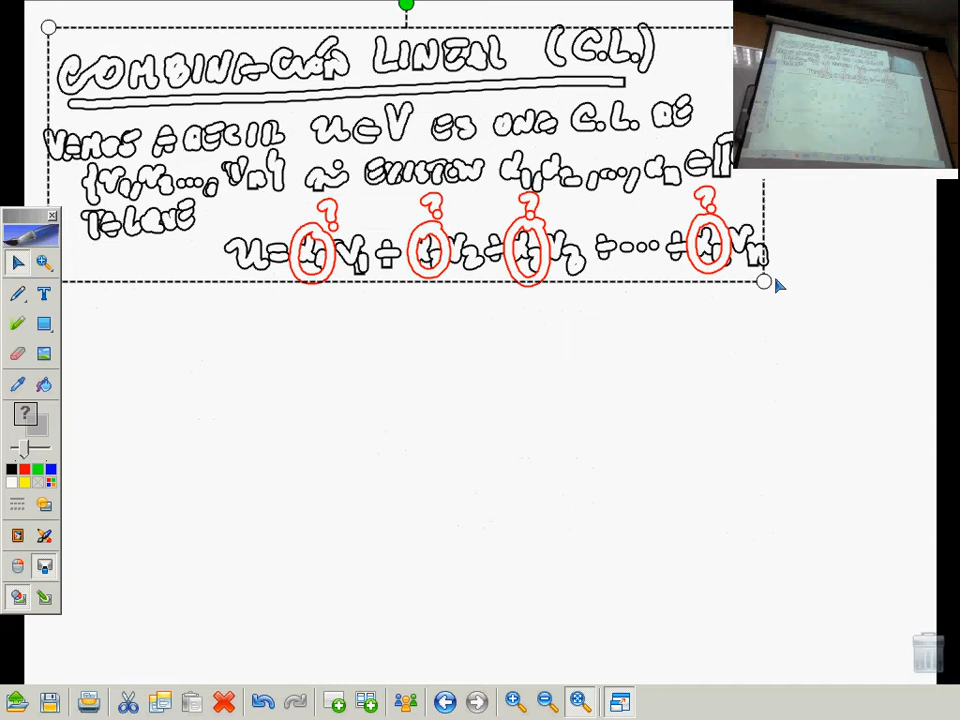 COMBINACIÓN LINEAL (C.L.)
VAMOS A DECIR u∈V ES UNA C.L. DE
{v₁,v₂...,vₙ} si EXISTEN α₁,α₂,...,αₙ∈
TAL QUE
? ? ? ?
u=α₁v₁+α₂v₂+α₃v₃+...+αₙvₙ